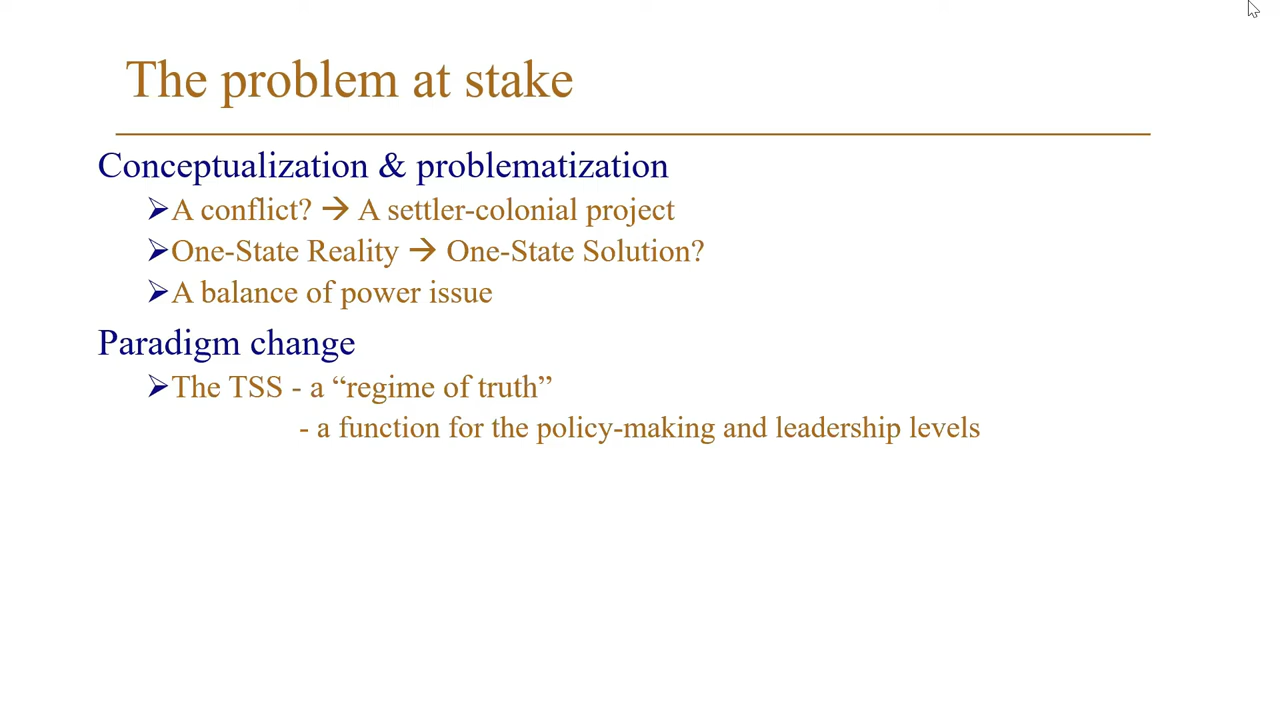 The problem at stake
Conceptualization & problematization
➢A conflict? → A settler-colonial project
➢One-State Reality → One-State Solution?
➢A balance of power issue
Paradigm change
➢The TSS - a “regime of truth”
- a function for the policy-making and leadership levels